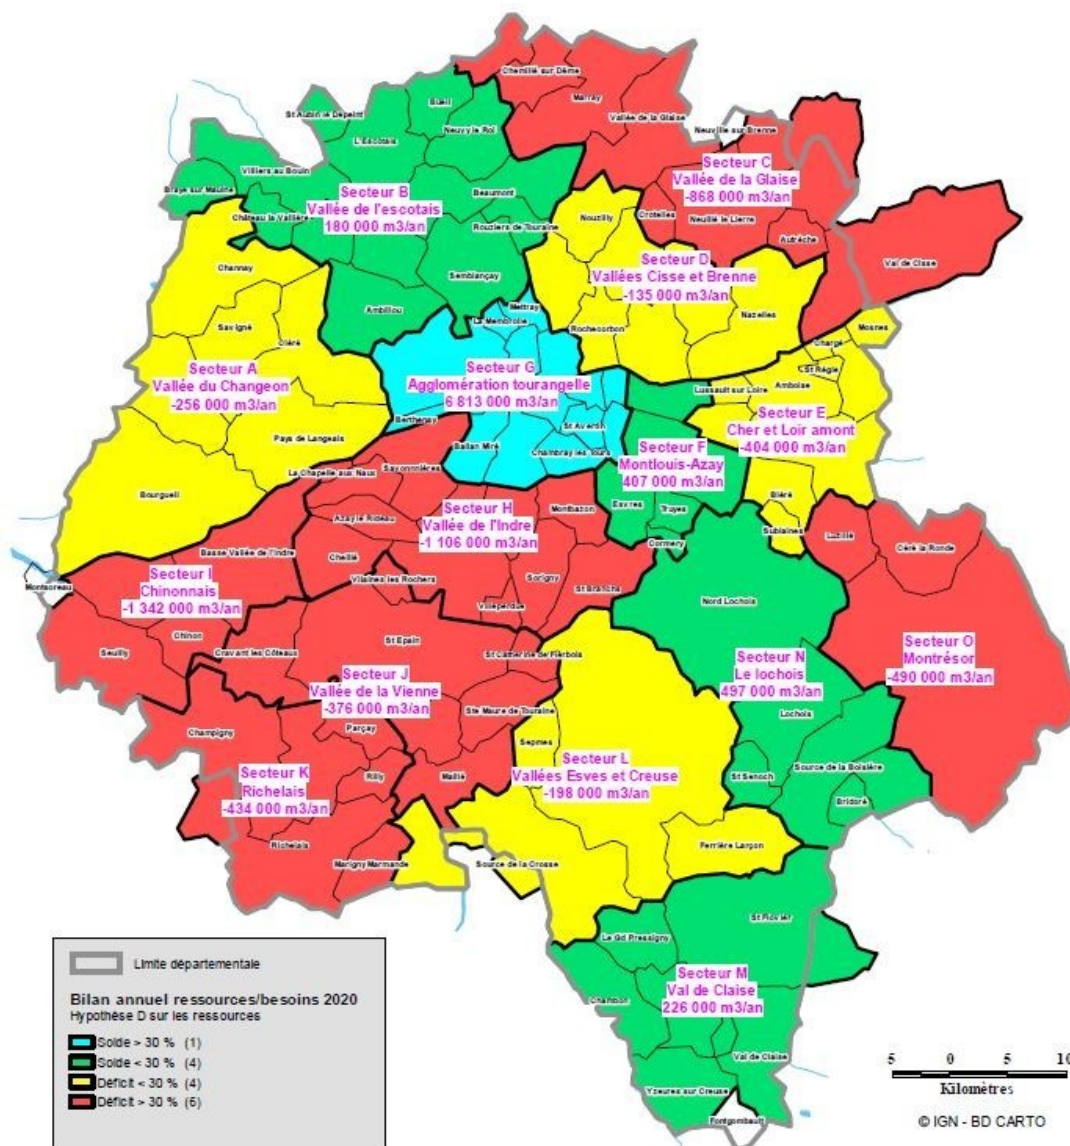 Chemillé sur Dême
Marray
Vallée de la Glaise
Neuville sur Brenne
Bueil
St Aubin le Dépeint
Neuvy le Roi
L'Escotais
Villiers au Bouin
Braye sur Maulne
Château la Vallière
Beaumont
Rouziers de Touraine
Semblançay
Ambillou
Secteur B
Vallée de l'escotais
180 000 m3/an
Secteur C
Vallée de la Glaise
-868 000 m3/an
Nouzilly
Crotelles
Neuillé le Lierre
Autrèche
Val de Cisse
Secteur D
Vallées Cisse et Brenne
-135 000 m3/an
Rochecorbon
Nazelles
Channay
Savigné
Cléré
Secteur A
Vallée du Changeon
-256 000 m3/an
Pays de Langeais
Bourgueil
Mettray
La Membrolle
Secteur G
Agglomération tourangelle
6 813 000 m3/an
Berthenay
Ballan Miré
St Avertin
Chambray les Tours
Mosnes
Chargé
St Règle
Amboise
Lussault sur Loire
Secteur E
Cher et Loir amont
-404 000 m3/an
Bléré
Sublaines
Secteur F
Montlouis-Azay
407 000 m3/an
Esvres
Truyes
Cormery
La Chapelle aux Naux
Savonnnières
Azay le Rideau
Secteur H
Vallée de l'Indre
-1 106 000 m3/an
Montbazon
Cheillé
Vilaines les Rochers
Sorigny
St Branchs
Villeperdue
Basse Vallée de l'Indre
Montsoreau
Secteur I
Chinonnais
-1 342 000 m3/an
Chinon
Seuilly
Cravant les Côteaux
St Epain
St Catherine de Fierbois
Secteur J
Vallée de la Vienne
-376 000 m3/an
Ste Maure de Touraine
Maillé
Parçay
Rilly
Champigny
Secteur K
Richelais
-434 000 m3/an
Richelais
Marigny Marmande
Luzillé
Céré la Ronde
Nord Lochois
Secteur N
Le lochois
497 000 m3/an
Lochois
St Senoch
Source de la Boisière
Bridoré
Secteur O
Montrésor
-490 000 m3/an
Sepmes
Secteur L
Vallées Esves et Creuse
-198 000 m3/an
Source de la Crosse
Ferrière Larçon
St Flovier
Le Gd Pressigny
Secteur M
Val de Claise
226 000 m3/an
Chambon
Val de Claise
Yzeures sur Creuse
Fontgombault
Limite départementale
Bilan annuel ressources/besoins 2020
Hypothèse D sur les ressources
Solde > 30 % (1)
Solde < 30 % (4)
Déficit < 30 % (4)
Déficit > 30 % (6)
5 0 5 10
Kilomètres
© IGN - BD CARTO